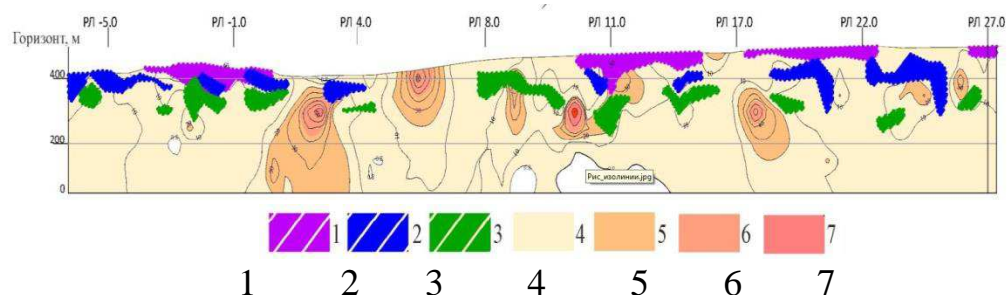 РЛ -5.0 РЛ -1.0 РЛ 4.0 РЛ 8.0 РЛ 11.0 РЛ 17.0 РЛ 22.0 РЛ 27.0
Горизонт, м
400
200
Рис_изолинии.jpg
0
1 2 3 4 5 6 7
1 2 3 4 5 6 7